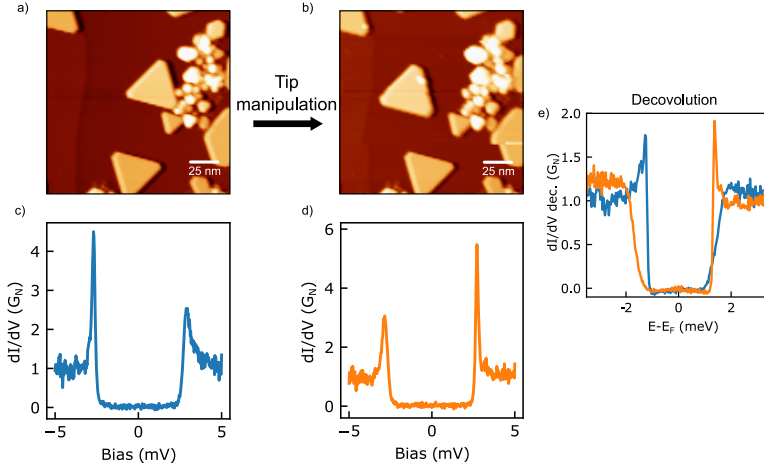 a)
b)
Tip
manipulation
25 nm
25 nm
Decovolution
e)
2.0
1.5
1.0
0.5
0.0
dI/dV dec. (G_N)
−2
0
2
E-E_F (meV)
c)
4
3
2
1
0
dI/dV (G_N)
−5
0
5
Bias (mV)
d)
6
4
2
0
dI/dV (G_N)
−5
0
5
Bias (mV)